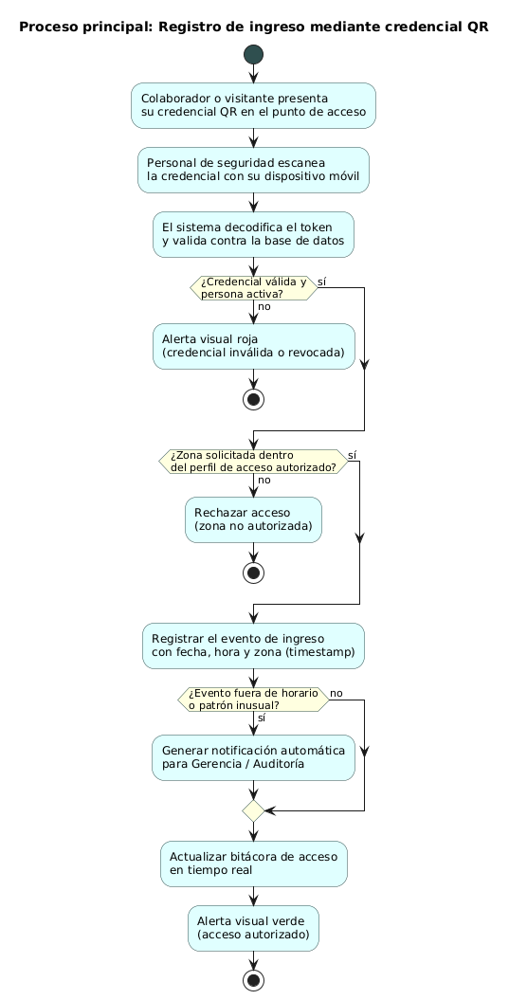 Proceso principal: Registro de ingreso mediante credencial QR
Colaborador o visitante presenta
su credencial QR en el punto de acceso
Personal de seguridad escanea
la credencial con su dispositivo móvil
El sistema decodifica el token
y valida contra la base de datos
¿Credencial válida y
persona activa?
sí
no
Alerta visual roja
(credencial inválida o revocada)
¿Zona solicitada dentro
del perfil de acceso autorizado?
sí
no
Rechazar acceso
(zona no autorizada)
Registrar el evento de ingreso
con fecha, hora y zona (timestamp)
¿Evento fuera de horario
o patrón inusual?
no
sí
Generar notificación automática
para Gerencia / Auditoría
Actualizar bitácora de acceso
en tiempo real
Alerta visual verde
(acceso autorizado)